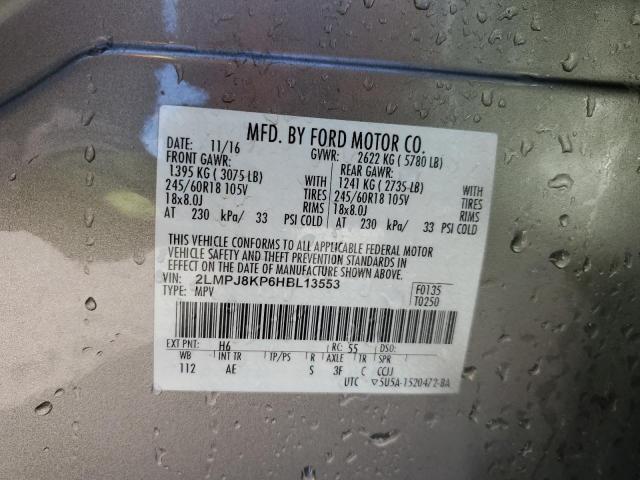 MFD. BY FORD MOTOR CO.
DATE: 11/16 GVWR: 2622 KG ( 5780 LB)
FRONT GAWR: REAR GAWR:
1395 KG ( 3075 LB) WITH 1241 KG ( 2735 LB) WITH
245/60R18 105V TIRES 245/60R18 105V TIRES
18x8.0J RIMS 18x8.0J RIMS
AT 230 kPa/ 33 PSI COLD AT 230 kPa/ 33 PSI COLD
THIS VEHICLE CONFORMS TO ALL APPLICABLE FEDERAL MOTOR
VEHICLE SAFETY AND THEFT PREVENTION STANDARDS IN
EFFECT ON THE DATE OF MANUFACTURE SHOWN ABOVE.
VIN: 2LMPJ8KP6HBL13553 F0135
TYPE: MPV T0250
EXT PNT: H6 RC: 55 DSO:
WB INT TR TP/PS R AXLE TR SPR
112 AE S 3F C CCJJ
UTC ▽5U5A-1520472-BA